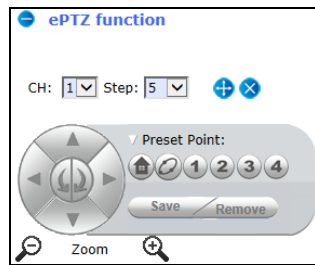 ePTZ function
CH: 1 Step: 5
Preset Point:
1 2 3 4
Save Remove
Zoom